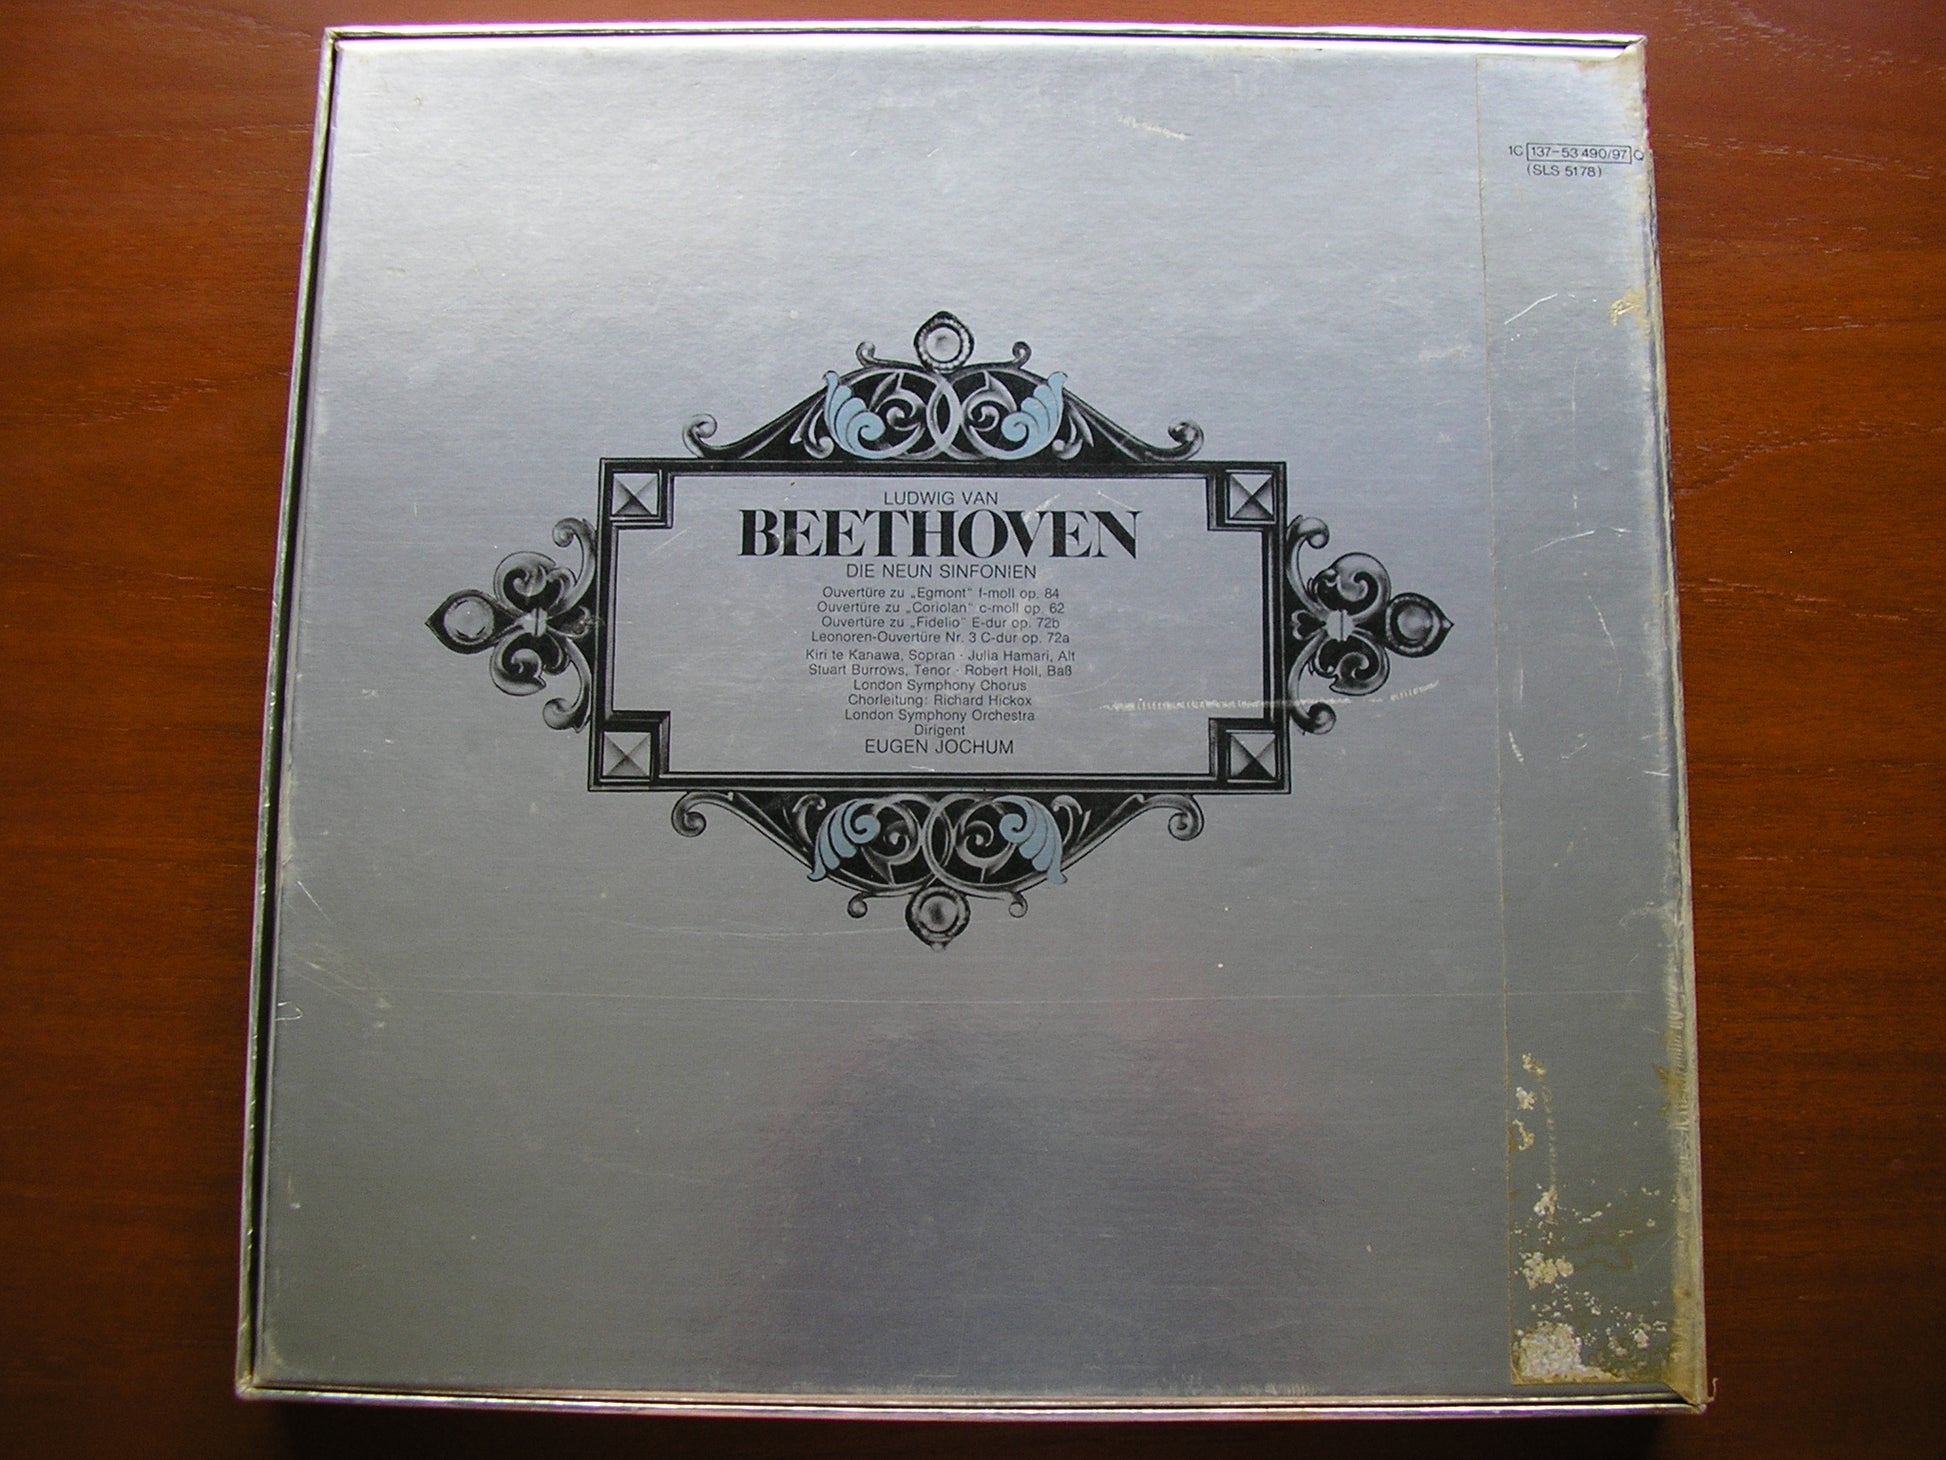 1C 137-53 490/97 Q
(SLS 5178)
LUDWIG VAN
BEETHOVEN
DIE NEUN SINFONIEN
Ouvertüre zu „Egmont“ f-moll op. 84
Ouvertüre zu „Coriolan“ c-moll op. 62
Ouvertüre zu „Fidelio“ E-dur op. 72b
Leonoren-Ouvertüre Nr. 3 C-dur op. 72a
Kiri te Kanawa, Sopran · Julia Hamari, Alt
Stuart Burrows, Tenor · Robert Holl, Baß
London Symphony Chorus
Chorleitung: Richard Hickox
London Symphony Orchestra
Dirigent
EUGEN JOCHUM